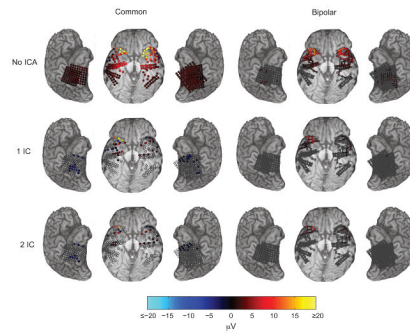 Common Bipolar
No ICA
1 IC
2 IC
≤-20 -15 -10 -5 0 5 10 15 ≥20
μV